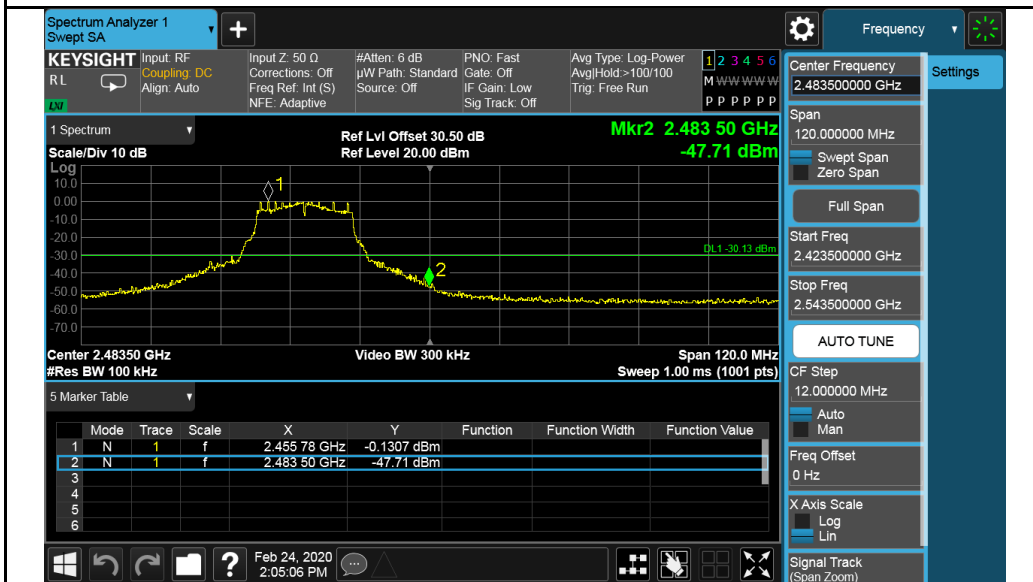 Spectrum Analyzer 1
Swept SA
+
Frequency
KEYSIGHT
R L
LXI
Input: RF
Coupling: DC
Align: Auto
Input Z: 50 Ω
Corrections: Off
Freq Ref: Int (S)
NFE: Adaptive
#Atten: 6 dB
µW Path: Standard
Source: Off
PNO: Fast
Gate: Off
IF Gain: Low
Sig Track: Off
Avg Type: Log-Power
Avg|Hold:>100/100
Trig: Free Run
1 2 3 4 5 6
M W W W W W
P P P P P P
1 Spectrum
Scale/Div 10 dB
Ref Lvl Offset 30.50 dB
Ref Level 20.00 dBm
Mkr2 2.483 50 GHz
-47.71 dBm
Log
10.0
0.00
-10.0
-20.0
-30.0
-40.0
-50.0
-60.0
-70.0
1
2
DL1 -30.13 dBm
Center 2.48350 GHz
Video BW 300 kHz
Span 120.0 MHz
#Res BW 100 kHz
Sweep 1.00 ms (1001 pts)
5 Marker Table
Mode Trace Scale X Y Function Function Width Function Value
1 N 1 f 2.455 78 GHz -0.1307 dBm
2 N 1 f 2.483 50 GHz -47.71 dBm
3
4
5
6
?
Feb 24, 2020
2:05:06 PM
Center Frequency
2.483500000 GHz
Settings
Span
120.000000 MHz
Swept Span
Zero Span
Full Span
Start Freq
2.423500000 GHz
Stop Freq
2.543500000 GHz
AUTO TUNE
CF Step
12.000000 MHz
Auto
Man
Freq Offset
0 Hz
X Axis Scale
Log
Lin
Signal Track
(Span Zoom)